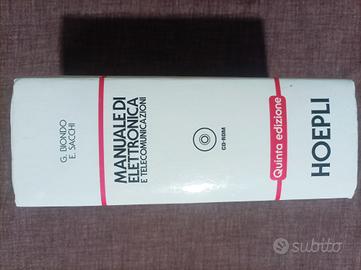 G. BIONDO
E. SACCHI
MANUALE DI
ELETTRONICA
E TELECOMUNICAZIONI
CD-ROM
Quinta edizione
HOEPLI
subito